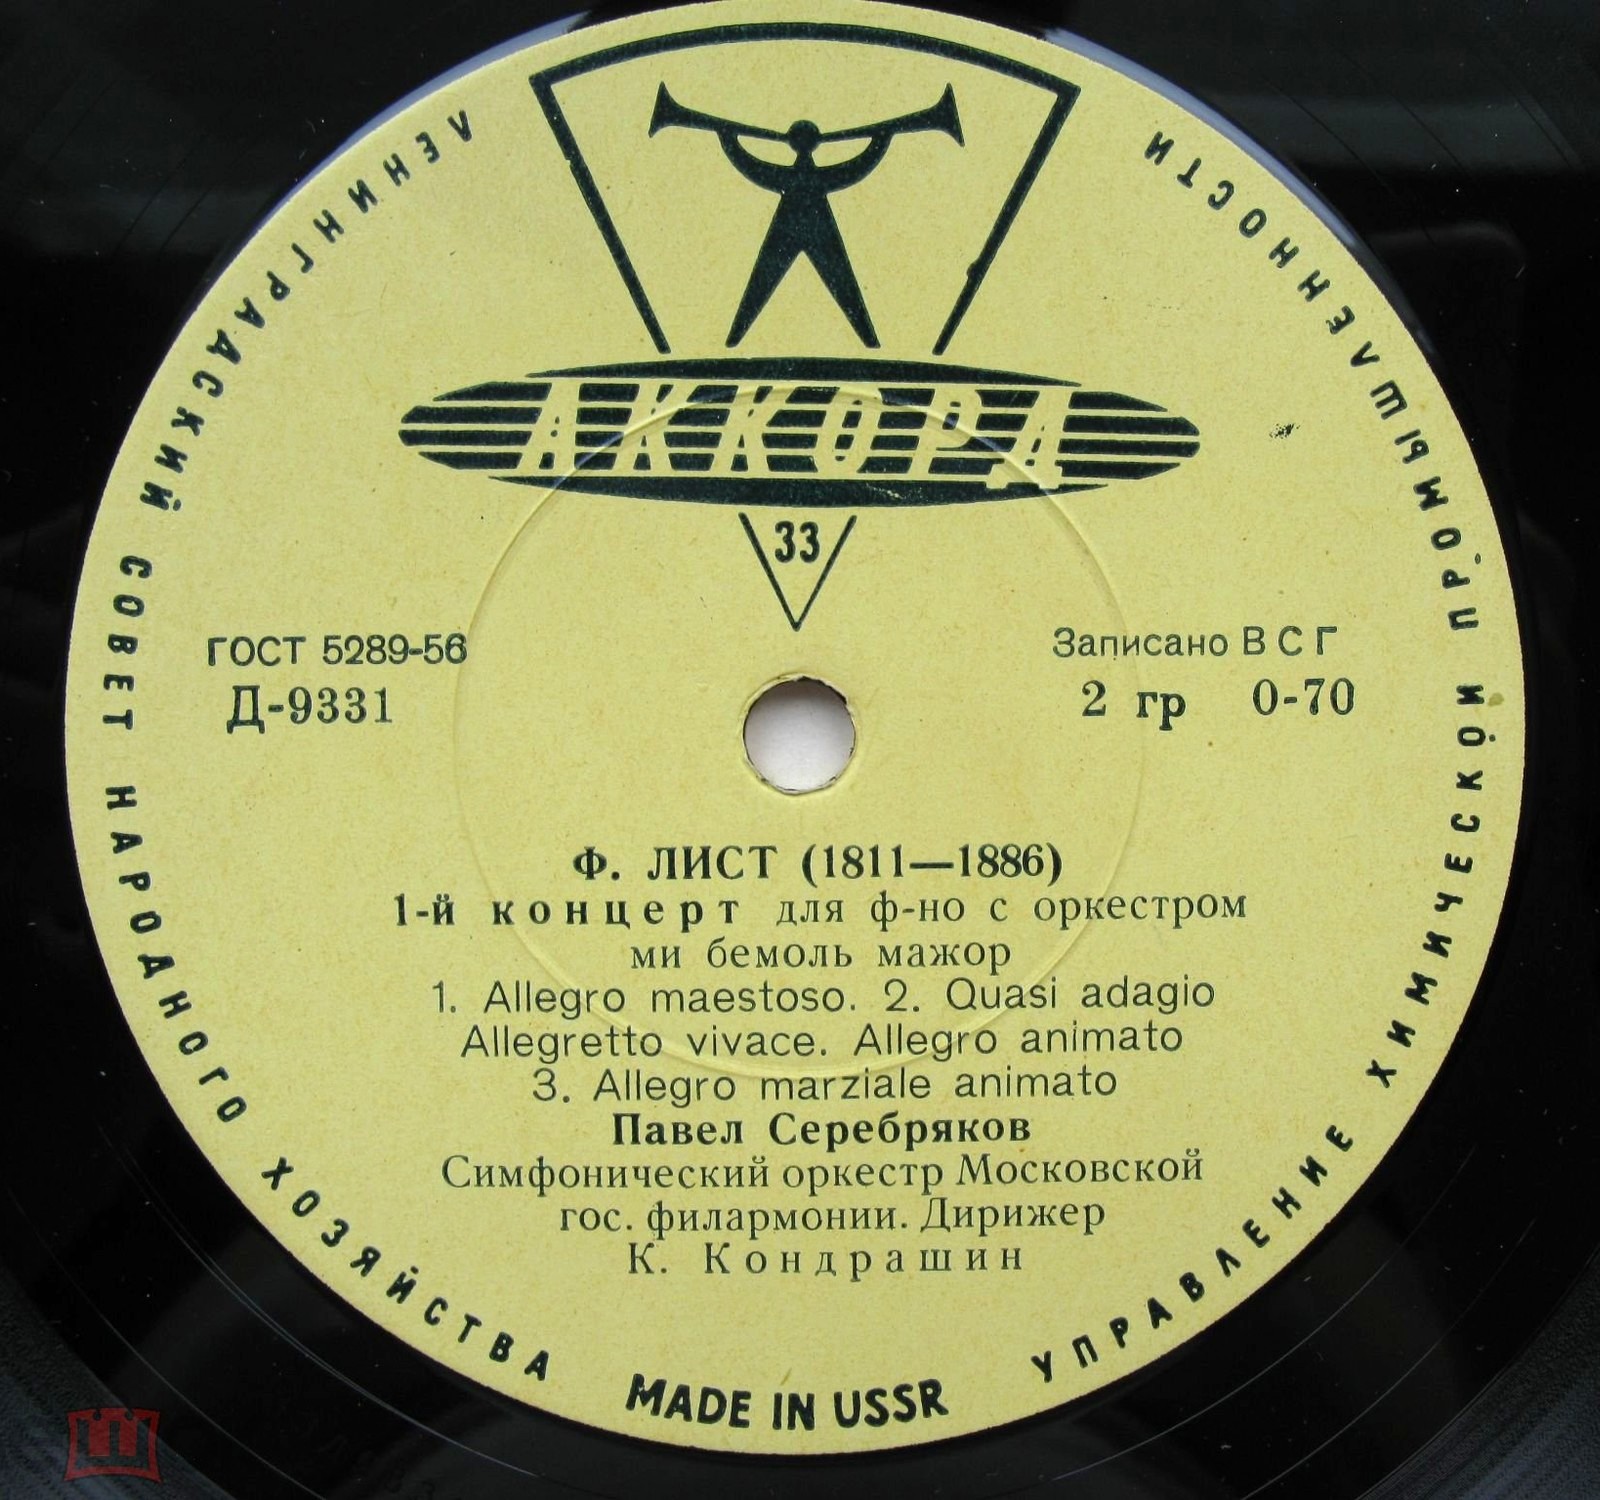 АККОРД
33
ГОСТ 5289-56
Д-9331
Записано ВСГ
2 гр 0-70
Ф. ЛИСТ (1811—1886)
1-й концерт для ф-но с оркестром
ми бемоль мажор
1. Allegro maestoso. 2. Quasi adagio
Allegretto vivace. Allegro animato
3. Allegro marziale animato
Павел Серебряков
Симфонический оркестр Московской
гос. филармонии. Дирижер
К. Кондрашин
ЛЕНИНГРАДСКИЙ СОВЕТ НАРОДНОГО ХОЗЯЙСТВА
MADE IN USSR
УПРАВЛЕНИЕ ХИМИЧЕСКОЙ ПРОМЫШЛЕННОСТИ